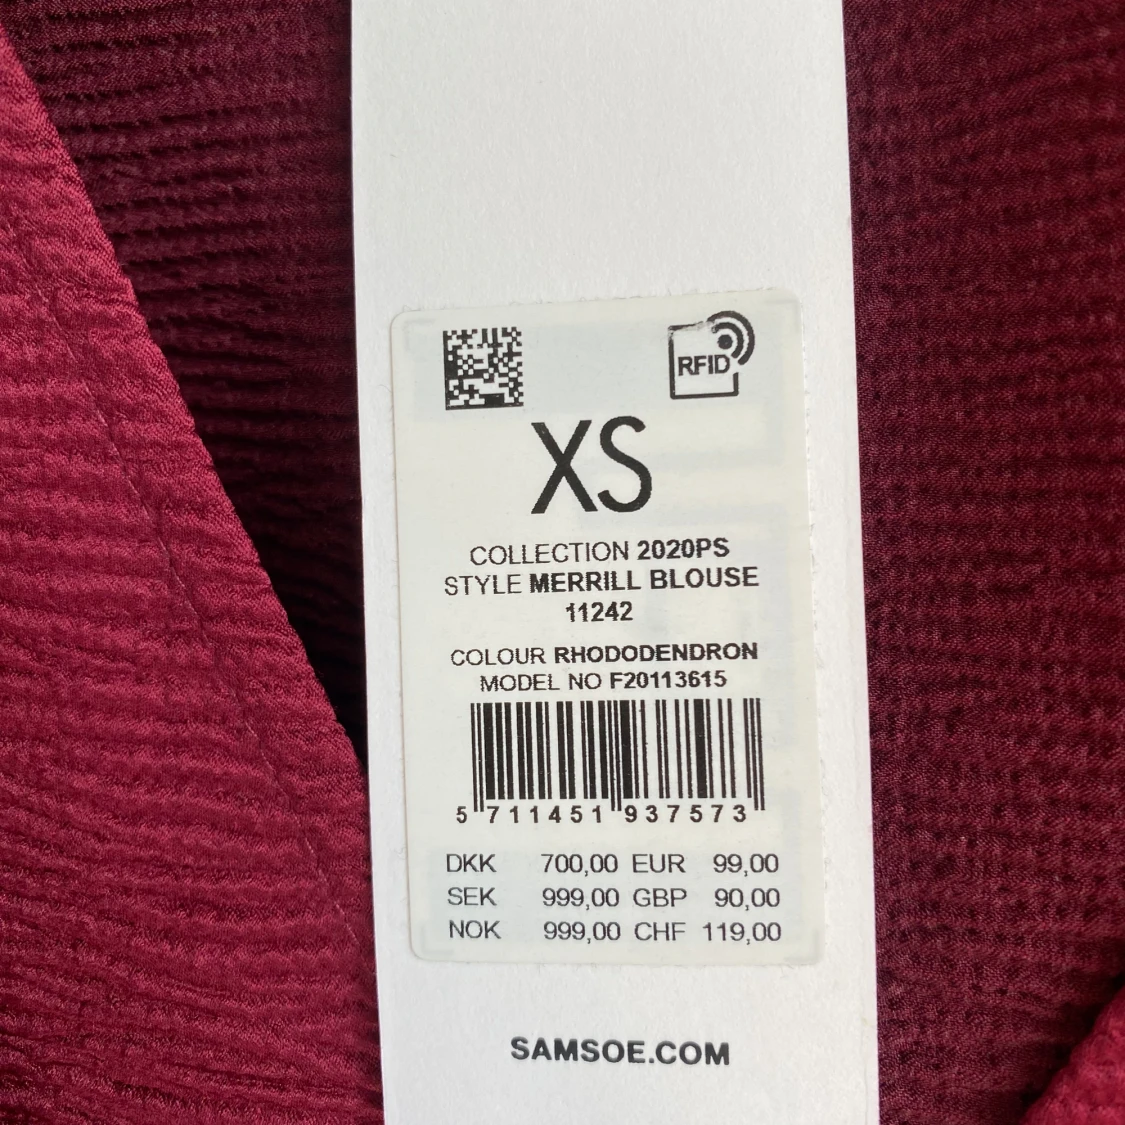 RFID
XS
COLLECTION 2020PS
STYLE MERRILL BLOUSE
11242
COLOUR RHODODENDRON
MODEL NO F20113615
5 711451 937573
DKK 700,00 EUR 99,00
SEK 999,00 GBP 90,00
NOK 999,00 CHF 119,00
SAMSOE.COM